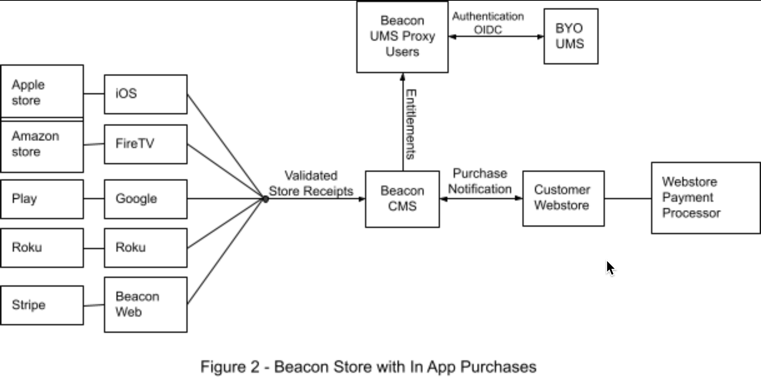 Beacon
UMS Proxy
Users
Authentication
OIDC
BYO
UMS
Apple
store
iOS
Amazon
store
FireTV
Entitlements
Play
Google
Validated
Store Receipts
Beacon
CMS
Purchase
Notification
Customer
Webstore
Webstore
Payment
Processor
Roku
Roku
Stripe
Beacon
Web
Figure 2 - Beacon Store with In App Purchases